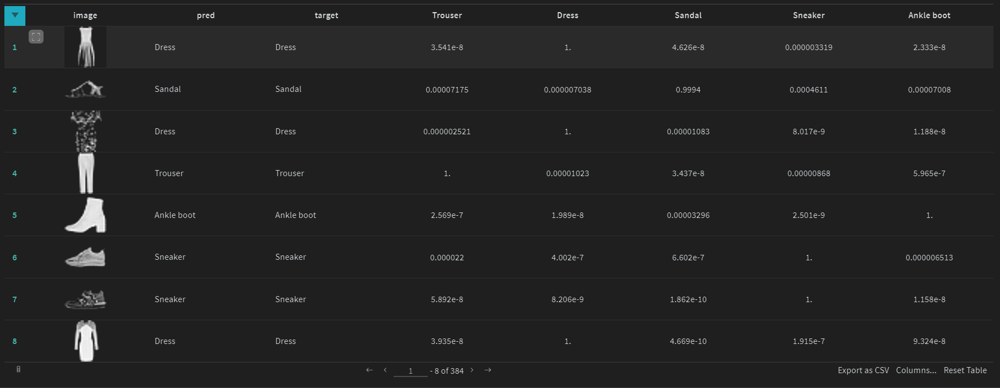 image pred target Trouser Dress Sandal Sneaker Ankle boot
1 Dress Dress 3.541e-8 1. 4.626e-8 0.000003319 2.333e-8
2 Sandal Sandal 0.00007175 0.000007038 0.9994 0.0004611 0.00007008
3 Dress Dress 0.000002521 1. 0.00001083 8.017e-9 1.188e-8
4 Trouser Trouser 1. 0.00001023 3.437e-8 0.00000868 5.965e-7
5 Ankle boot Ankle boot 2.569e-7 1.989e-8 0.00003296 2.501e-9 1.
6 Sneaker Sneaker 0.000022 4.002e-7 6.602e-7 1. 0.000006513
7 Sneaker Sneaker 5.892e-8 8.206e-9 1.862e-10 1. 1.158e-8
8 Dress Dress 3.935e-8 1. 4.669e-10 1.915e-7 9.324e-8
← ‹ 1 - 8 of 384 › → Export as CSV Columns... Reset Table